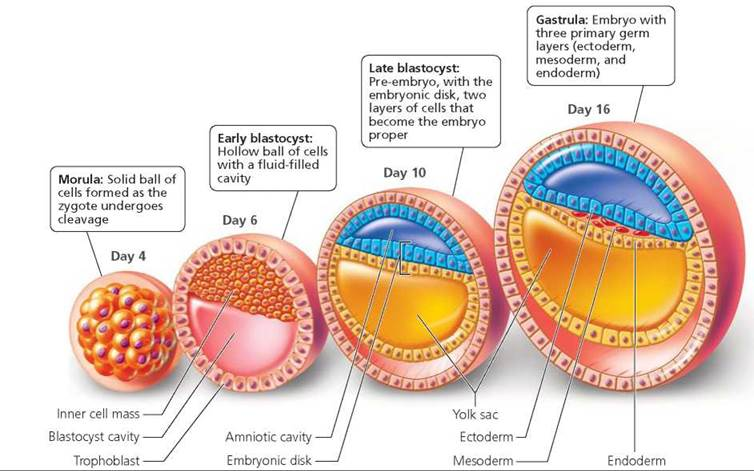 Gastrula: Embryo with
three primary germ
layers (ectoderm,
mesoderm, and
endoderm)
Day 16
Late blastocyst:
Pre-embryo, with the
embryonic disk, two
layers of cells that
become the embryo
proper
Day 10
Early blastocyst:
Hollow ball of cells
with a fluid-filled
cavity
Day 6
Morula: Solid ball of
cells formed as the
zygote undergoes
cleavage
Day 4
Inner cell mass
Blastocyst cavity
Trophoblast
Amniotic cavity
Embryonic disk
Yolk sac
Ectoderm
Mesoderm
Endoderm